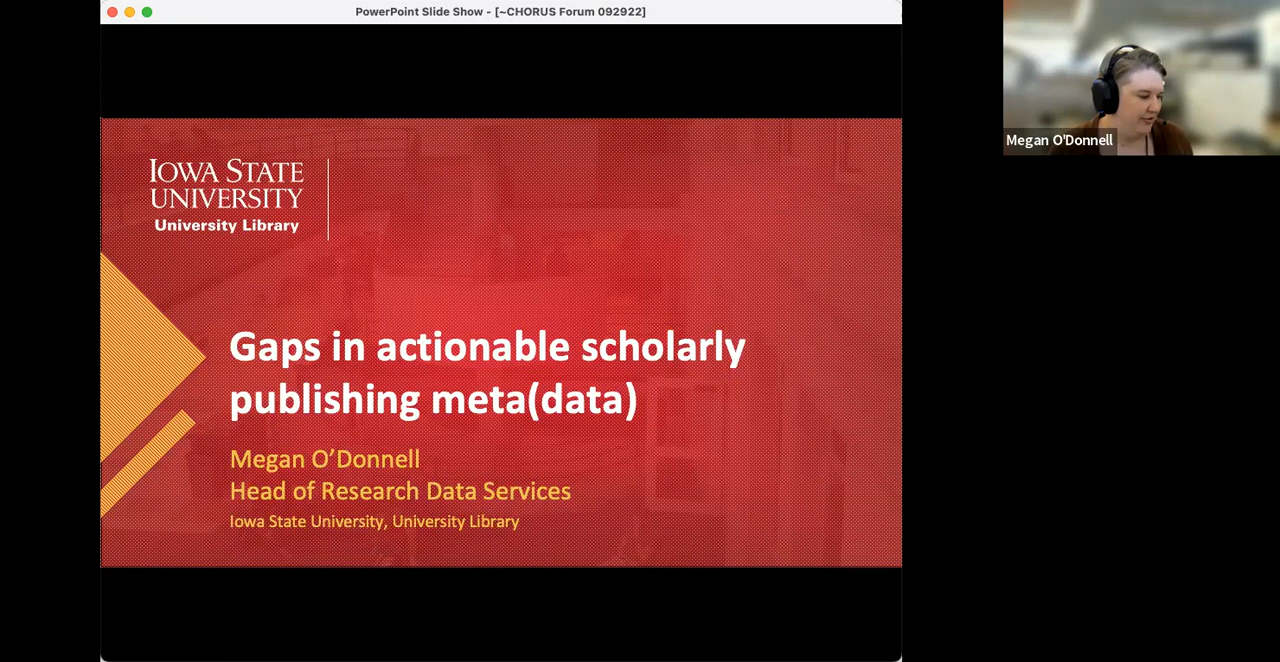 PowerPoint Slide Show - [~CHORUS Forum 092922]
IOWA STATE
UNIVERSITY
University Library
Gaps in actionable scholarly
publishing meta(data)
Megan O’Donnell
Head of Research Data Services
Iowa State University, University Library
Megan O'Donnell